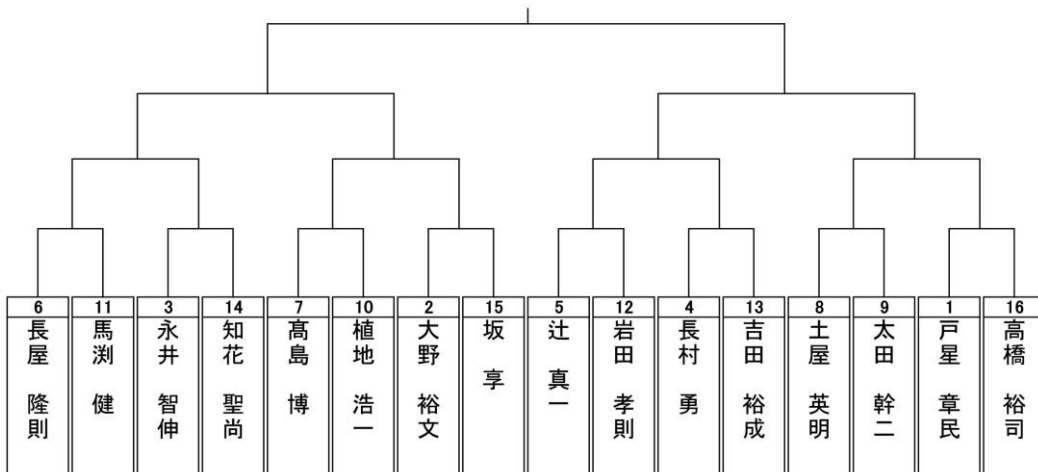 6 11 3 14 7 10 2 15 5 12 4 13 8 9 1 16
長屋 隆則
馬渕 健
永井 智伸
知花 聖尚
髙島 博
植地 浩一
大野 裕文
坂 享
辻 真一
岩田 孝則
長村 勇
吉田 裕成
土屋 英明
太田 幹二
戸星 章民
高橋 裕司